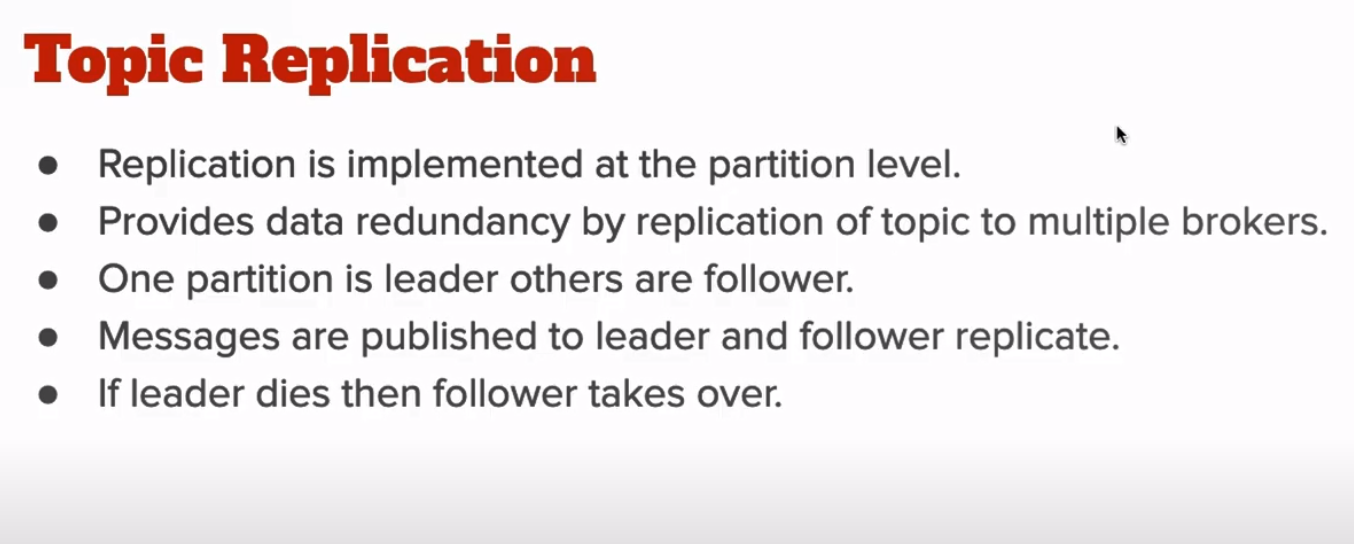 Topic Replication
● Replication is implemented at the partition level.
● Provides data redundancy by replication of topic to multiple brokers.
● One partition is leader others are follower.
● Messages are published to leader and follower replicate.
● If leader dies then follower takes over.